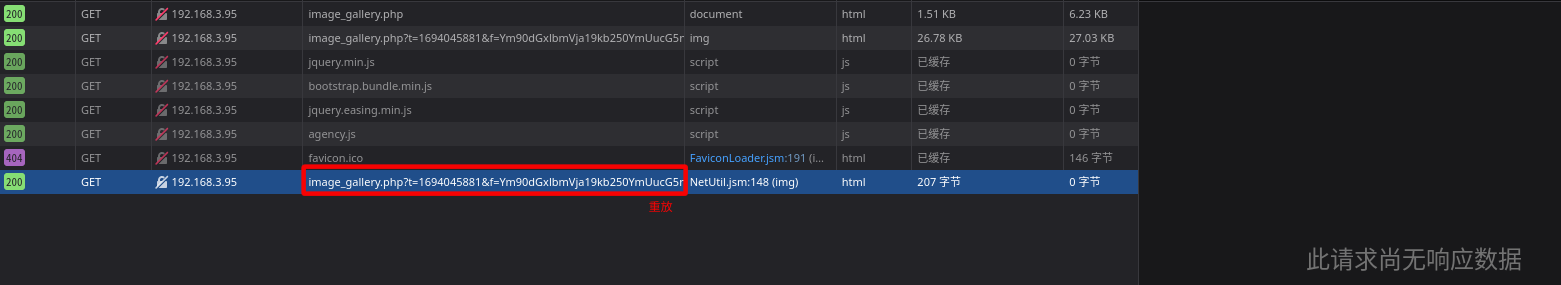 200 GET 192.168.3.95 image_gallery.php document html 1.51 KB 6.23 KB
200 GET 192.168.3.95 image_gallery.php?t=1694045881&f=Ym90dGxlbmVja19kb250YmUucG5r img html 26.78 KB 27.03 KB
200 GET 192.168.3.95 jquery.min.js script js 已缓存 0 字节
200 GET 192.168.3.95 bootstrap.bundle.min.js script js 已缓存 0 字节
200 GET 192.168.3.95 jquery.easing.min.js script js 已缓存 0 字节
200 GET 192.168.3.95 agency.js script js 已缓存 0 字节
404 GET 192.168.3.95 favicon.ico FaviconLoader.jsm:191 (i... html 已缓存 146 字节
200 GET 192.168.3.95 image_gallery.php?t=1694045881&f=Ym90dGxlbmVja19kb250YmUucG5r NetUtil.jsm:148 (img) html 207 字节 0 字节
重放
此请求尚无响应数据